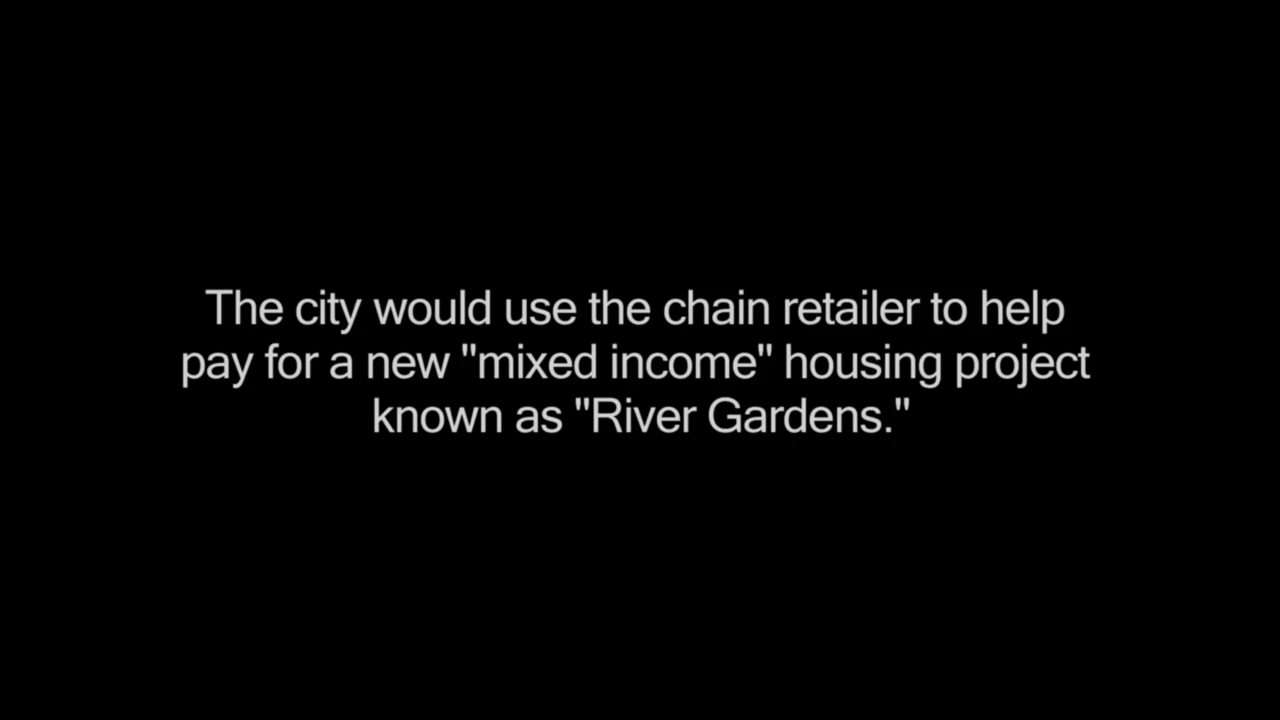 The city would use the chain retailer to help
pay for a new "mixed income" housing project
known as "River Gardens."